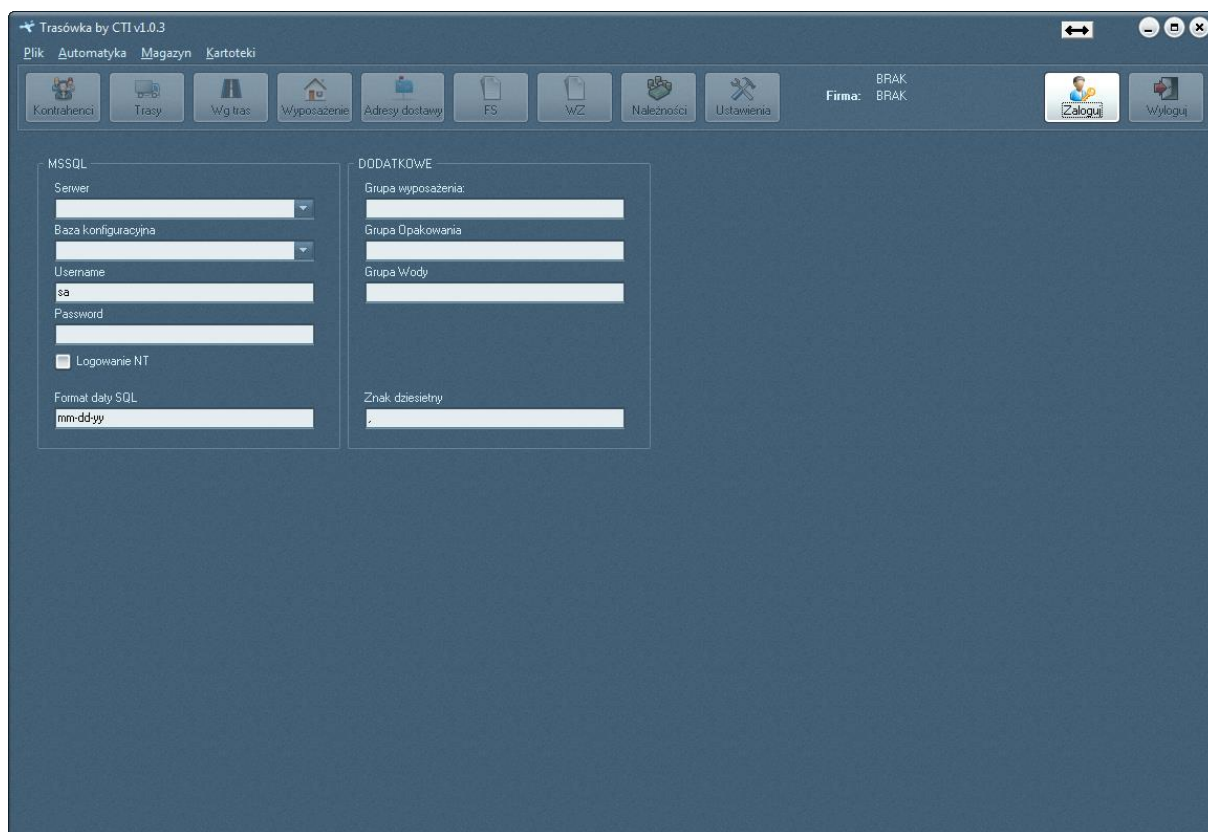 Trasówka by CTI v1.0.3
Plik Automatyka Magazyn Kartoteki
Kontrahenci Trasy Wg tras Wyposażenie Adresy dostawy FS WZ Należności Ustawienia
BRAK
Firma: BRAK
Zaloguj Wyloguj
MSSQL
Serwer
Baza konfiguracyjna
Username
sa
Password
Logowanie NT
Format daty SQL
mm-dd-yy
DODATKOWE
Grupa wyposażenia:
Grupa Opakowania
Grupa Wody
Znak dziesietny
,